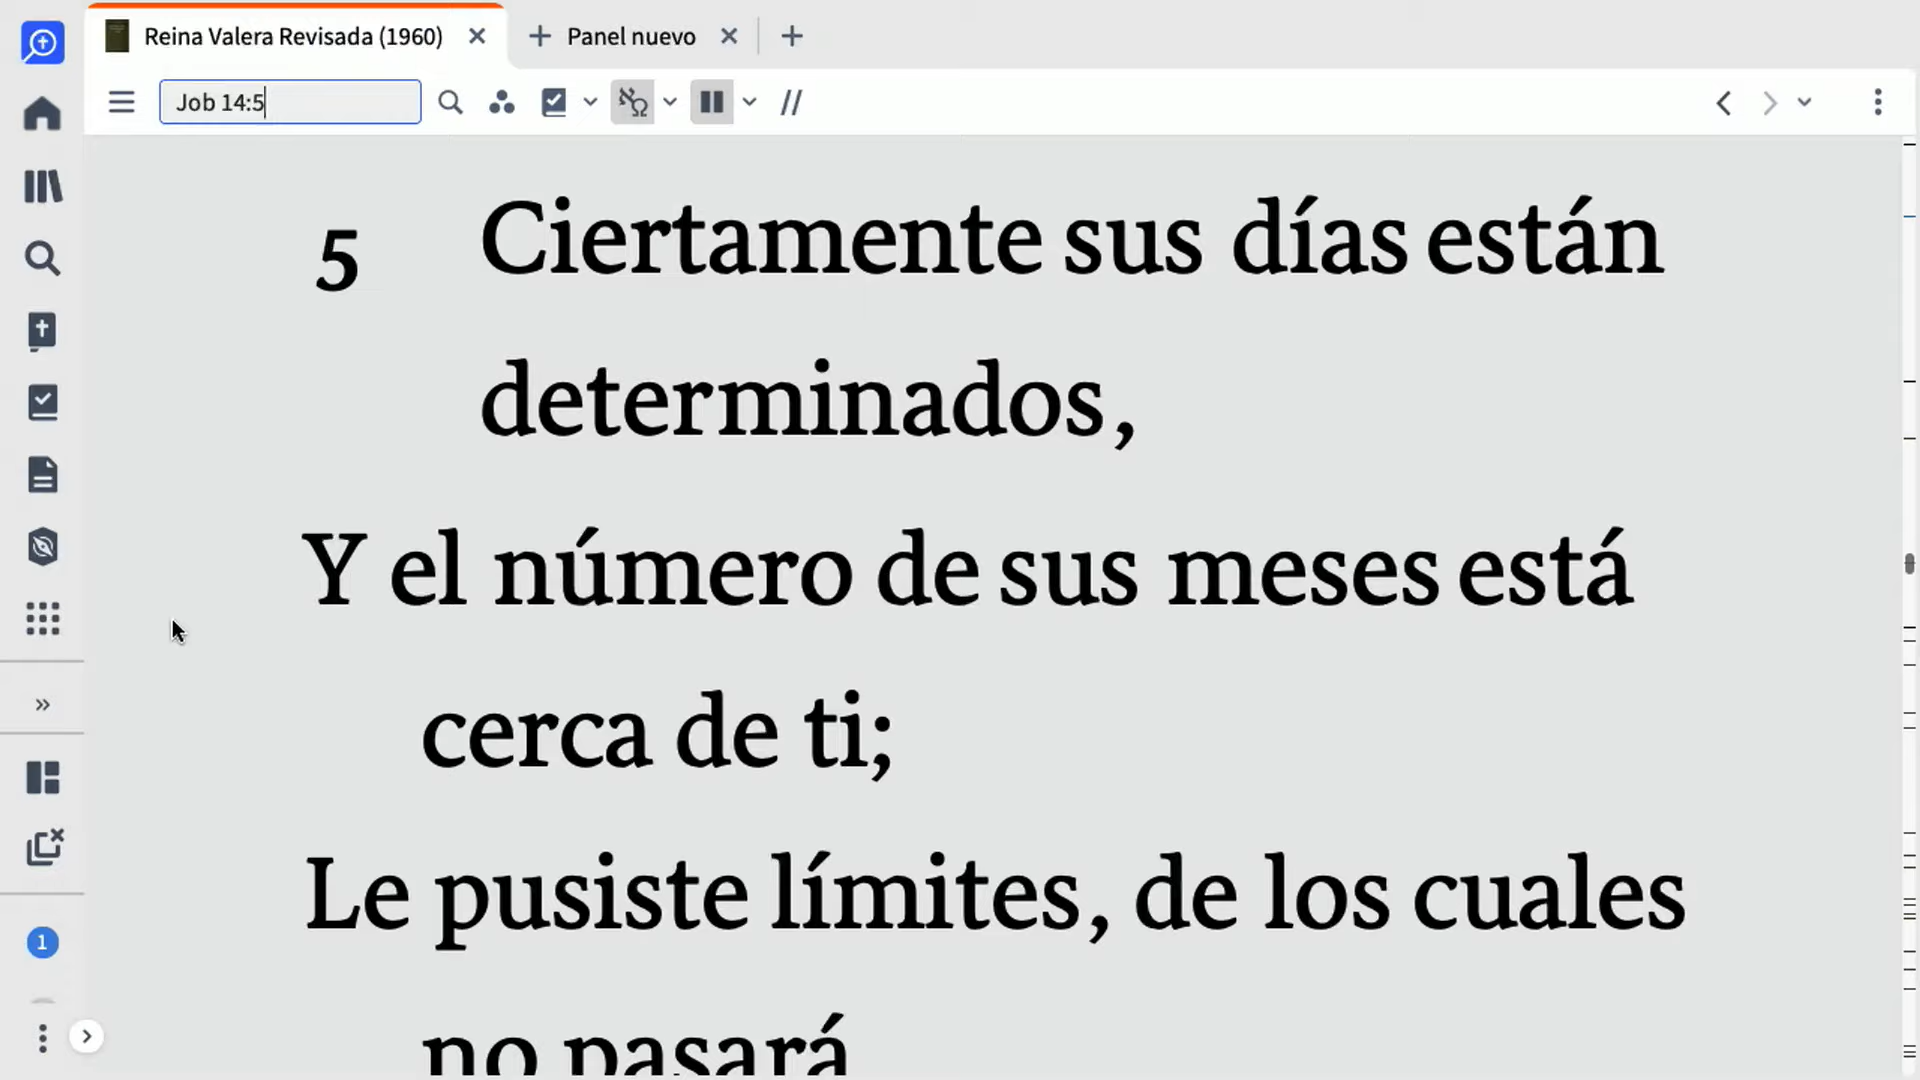 Reina Valera Revisada (1960)
Panel nuevo
Job 14:5
5 Ciertamente sus días están
determinados,
Y el número de sus meses está
cerca de ti;
Le pusiste límites, de los cuales
no pasará
1